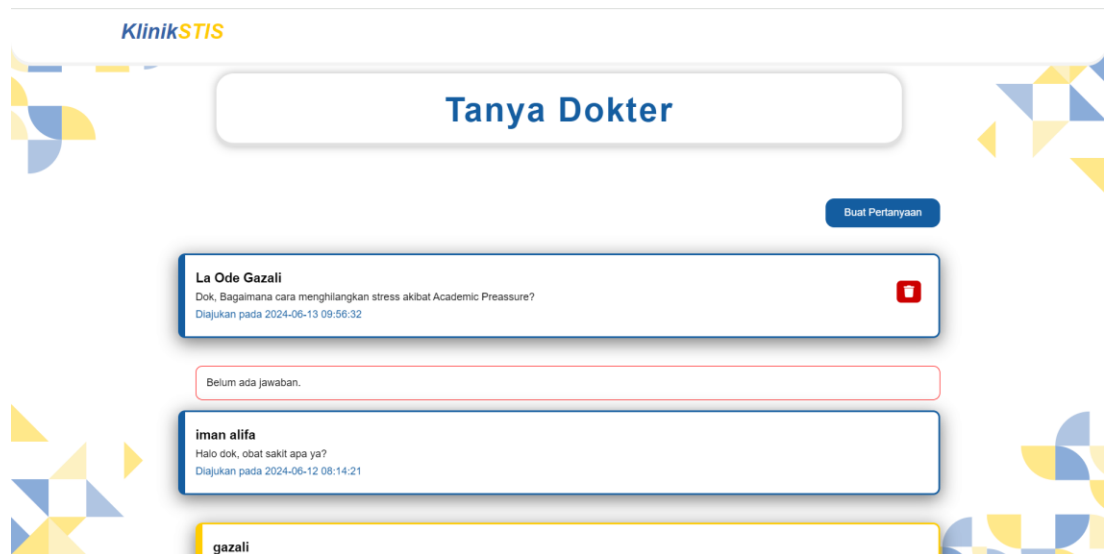 KlinikSTIS
Tanya Dokter
Buat Pertanyaan
La Ode Gazali
Dok, Bagaimana cara menghilangkan stress akibat Academic Preassure?
Diajukan pada 2024-06-13 09:56:32
Belum ada jawaban.
iman alifa
Halo dok, obat sakit apa ya?
Diajukan pada 2024-06-12 08:14:21
gazali